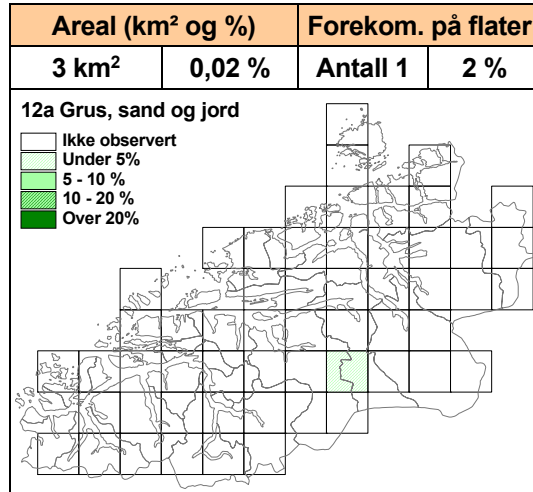 Areal (km² og %) Forekom. på flater
3 km² 0,02 % Antall 1 2 %
12a Grus, sand og jord
Ikke observert
Under 5%
5 - 10 %
10 - 20 %
Over 20%